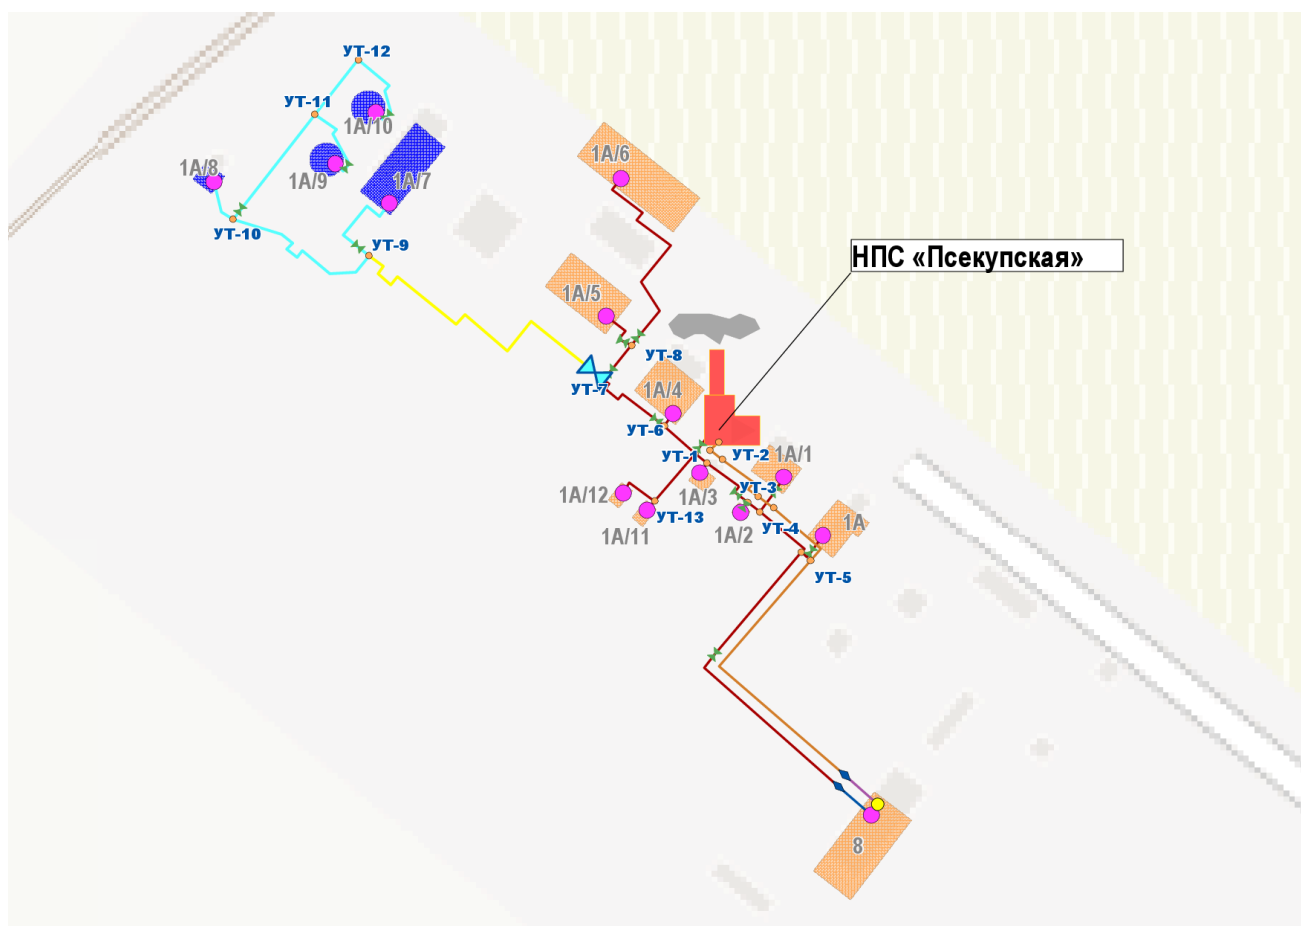 УТ-12
УТ-11
1А/10
1А/6
1А/8
1А/9
1А/7
УТ-10
УТ-9
НПС «Псекупская»
1А/5
УТ-8
УТ-7
1А/4
УТ-6
УТ-1
УТ-2
1А/1
1А/12
1А/3
УТ-3
УТ-13
1А/11
1А/2
УТ-4
1А
УТ-5
8